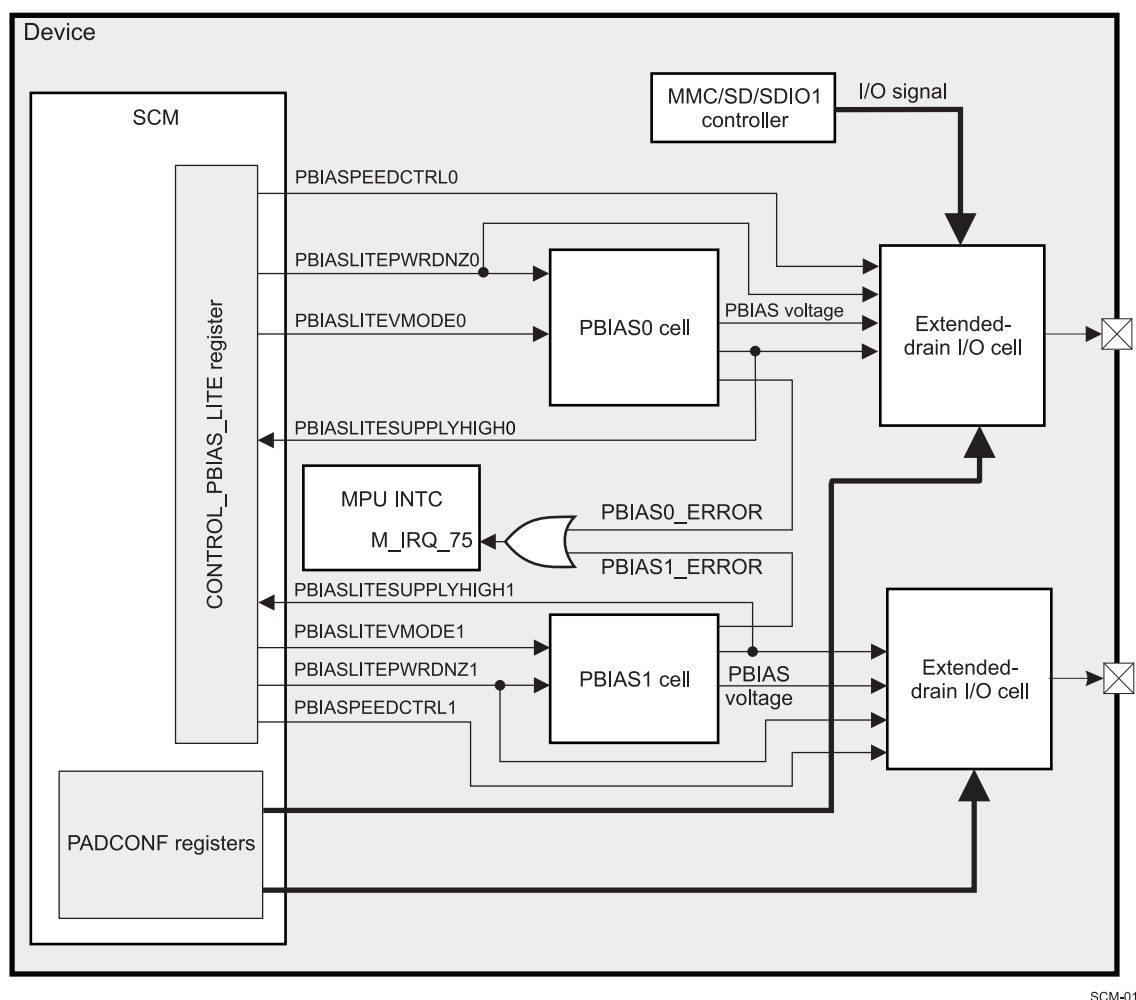 Device
SCM
MMC/SD/SDIO1
controller
I/O signal
PBIASPEEDCTRL0
PBIASLITEPWRDNZ0
PBIASLITEVMODE0
PBIAS0 cell
PBIAS voltage
Extended-
drain I/O cell
CONTROL_PBIAS_LITE register
PBIASLITESUPPLYHIGH0
MPU INTC
M_IRQ_75
PBIAS0_ERROR
PBIAS1_ERROR
PBIASLITESUPPLYHIGH1
PBIASLITEVMODE1
PBIASLITEPWRDNZ1
PBIASPEEDCTRL1
PBIAS1 cell
PBIAS
voltage
Extended-
drain I/O cell
PADCONF registers
SCM-01